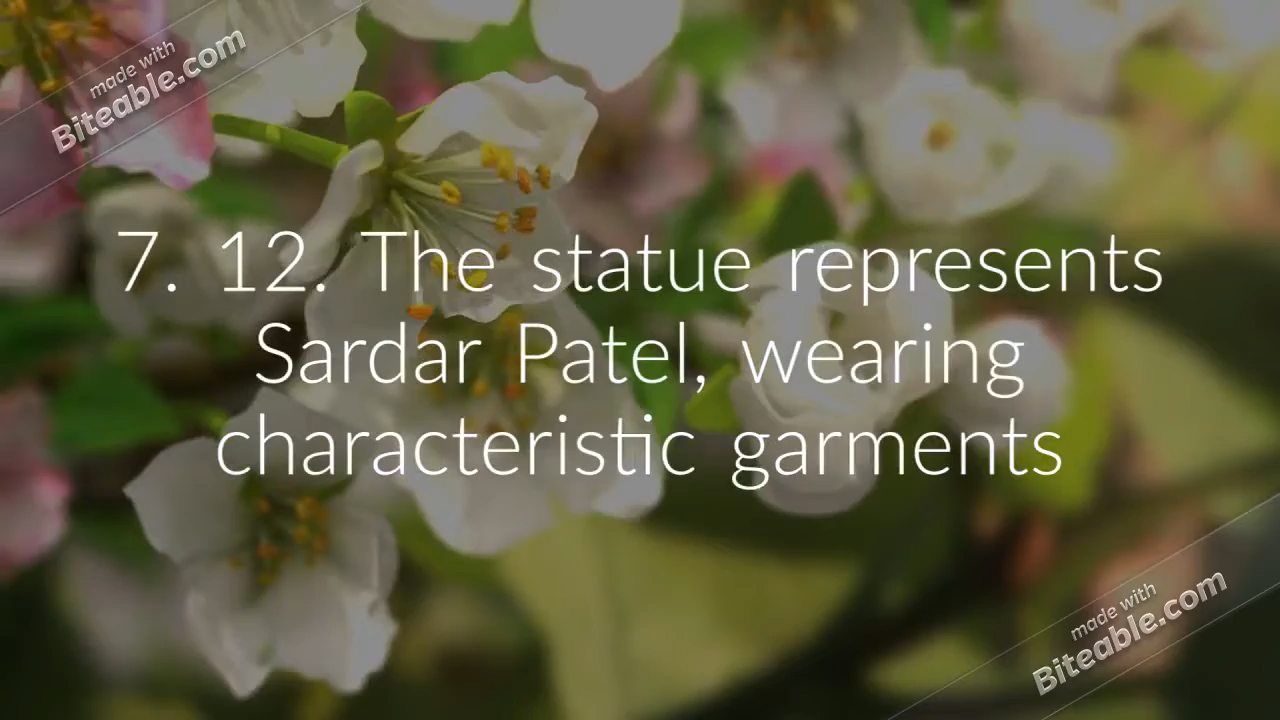 made with
Biteable.com
7. 12. The statue represents
Sardar Patel, wearing
characteristic garments
made with
Biteable.com